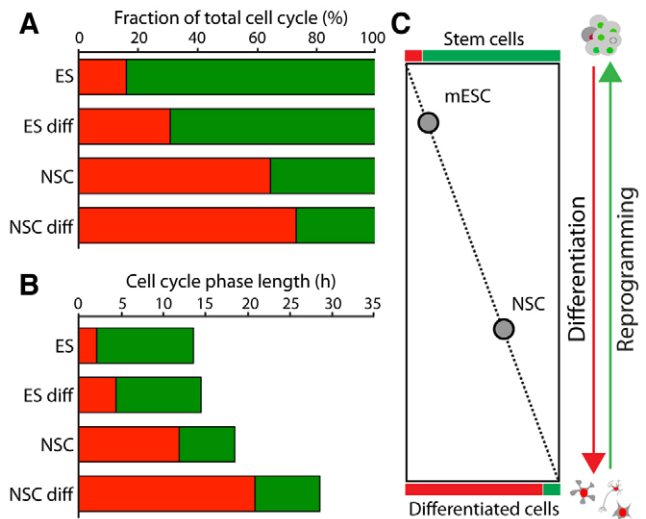 A
Fraction of total cell cycle (%)
0 20 40 60 80 100
ES
ES diff
NSC
NSC diff
B
Cell cycle phase length (h)
0 5 10 15 20 25 30 35
ES
ES diff
NSC
NSC diff
C
Stem cells
mESC
NSC
Differentiated cells
Differentiation
Reprogramming